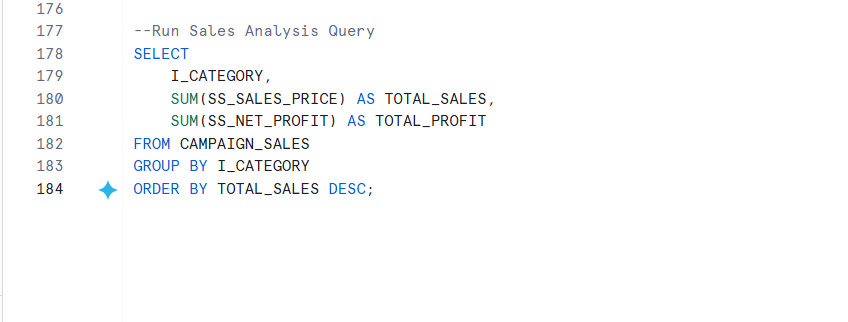 176
177 --Run Sales Analysis Query
178 SELECT
179 I_CATEGORY,
180 SUM(SS_SALES_PRICE) AS TOTAL_SALES,
181 SUM(SS_NET_PROFIT) AS TOTAL_PROFIT
182 FROM CAMPAIGN_SALES
183 GROUP BY I_CATEGORY
184 ORDER BY TOTAL_SALES DESC;